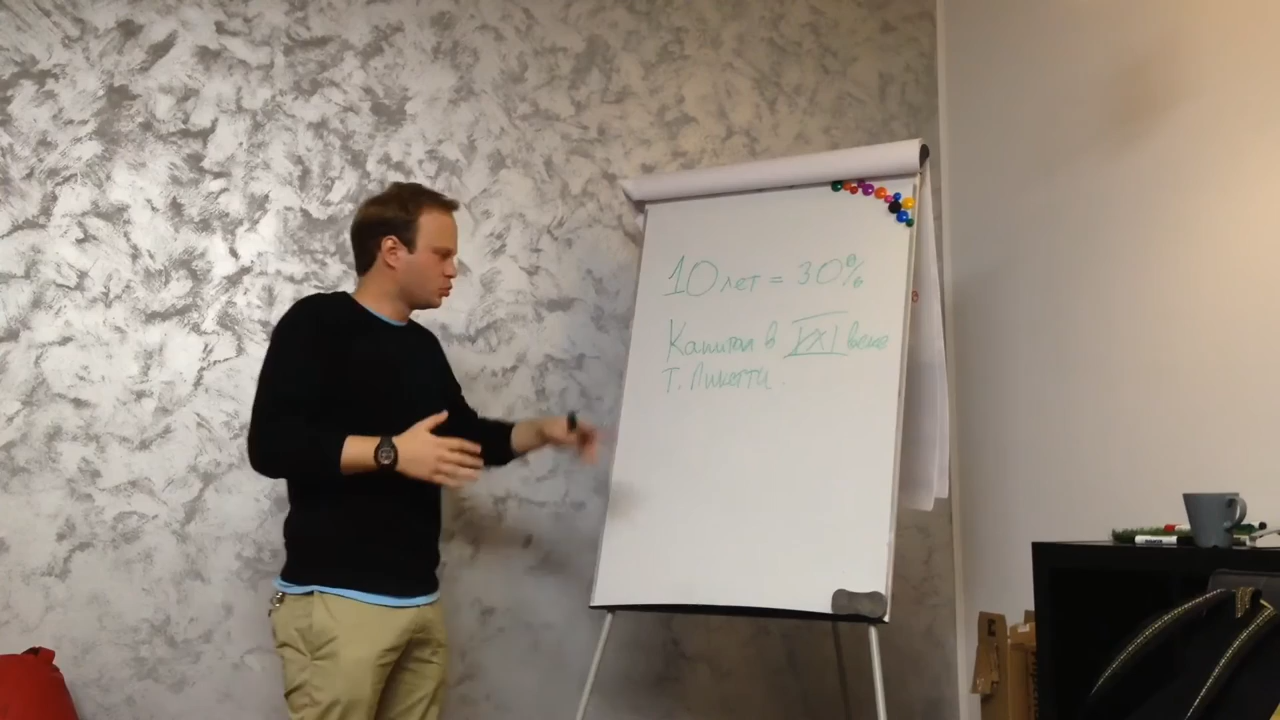 10 лет = 30%
Капитал в XXI веке
Т. Пикетти.